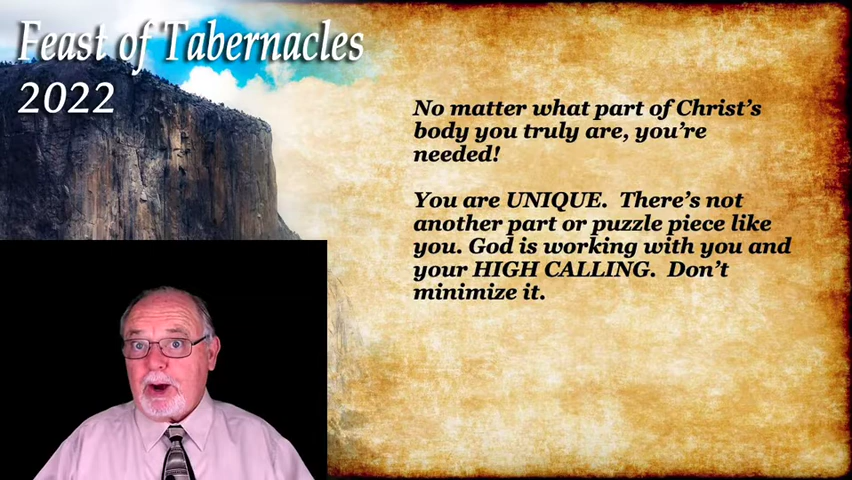 Feast of Tabernacles
2022
No matter what part of Christ's
body you truly are, you're
needed!
You are UNIQUE.  There's not
another part or puzzle piece like
you. God is working with you and
your HIGH CALLING.  Don't
minimize it.